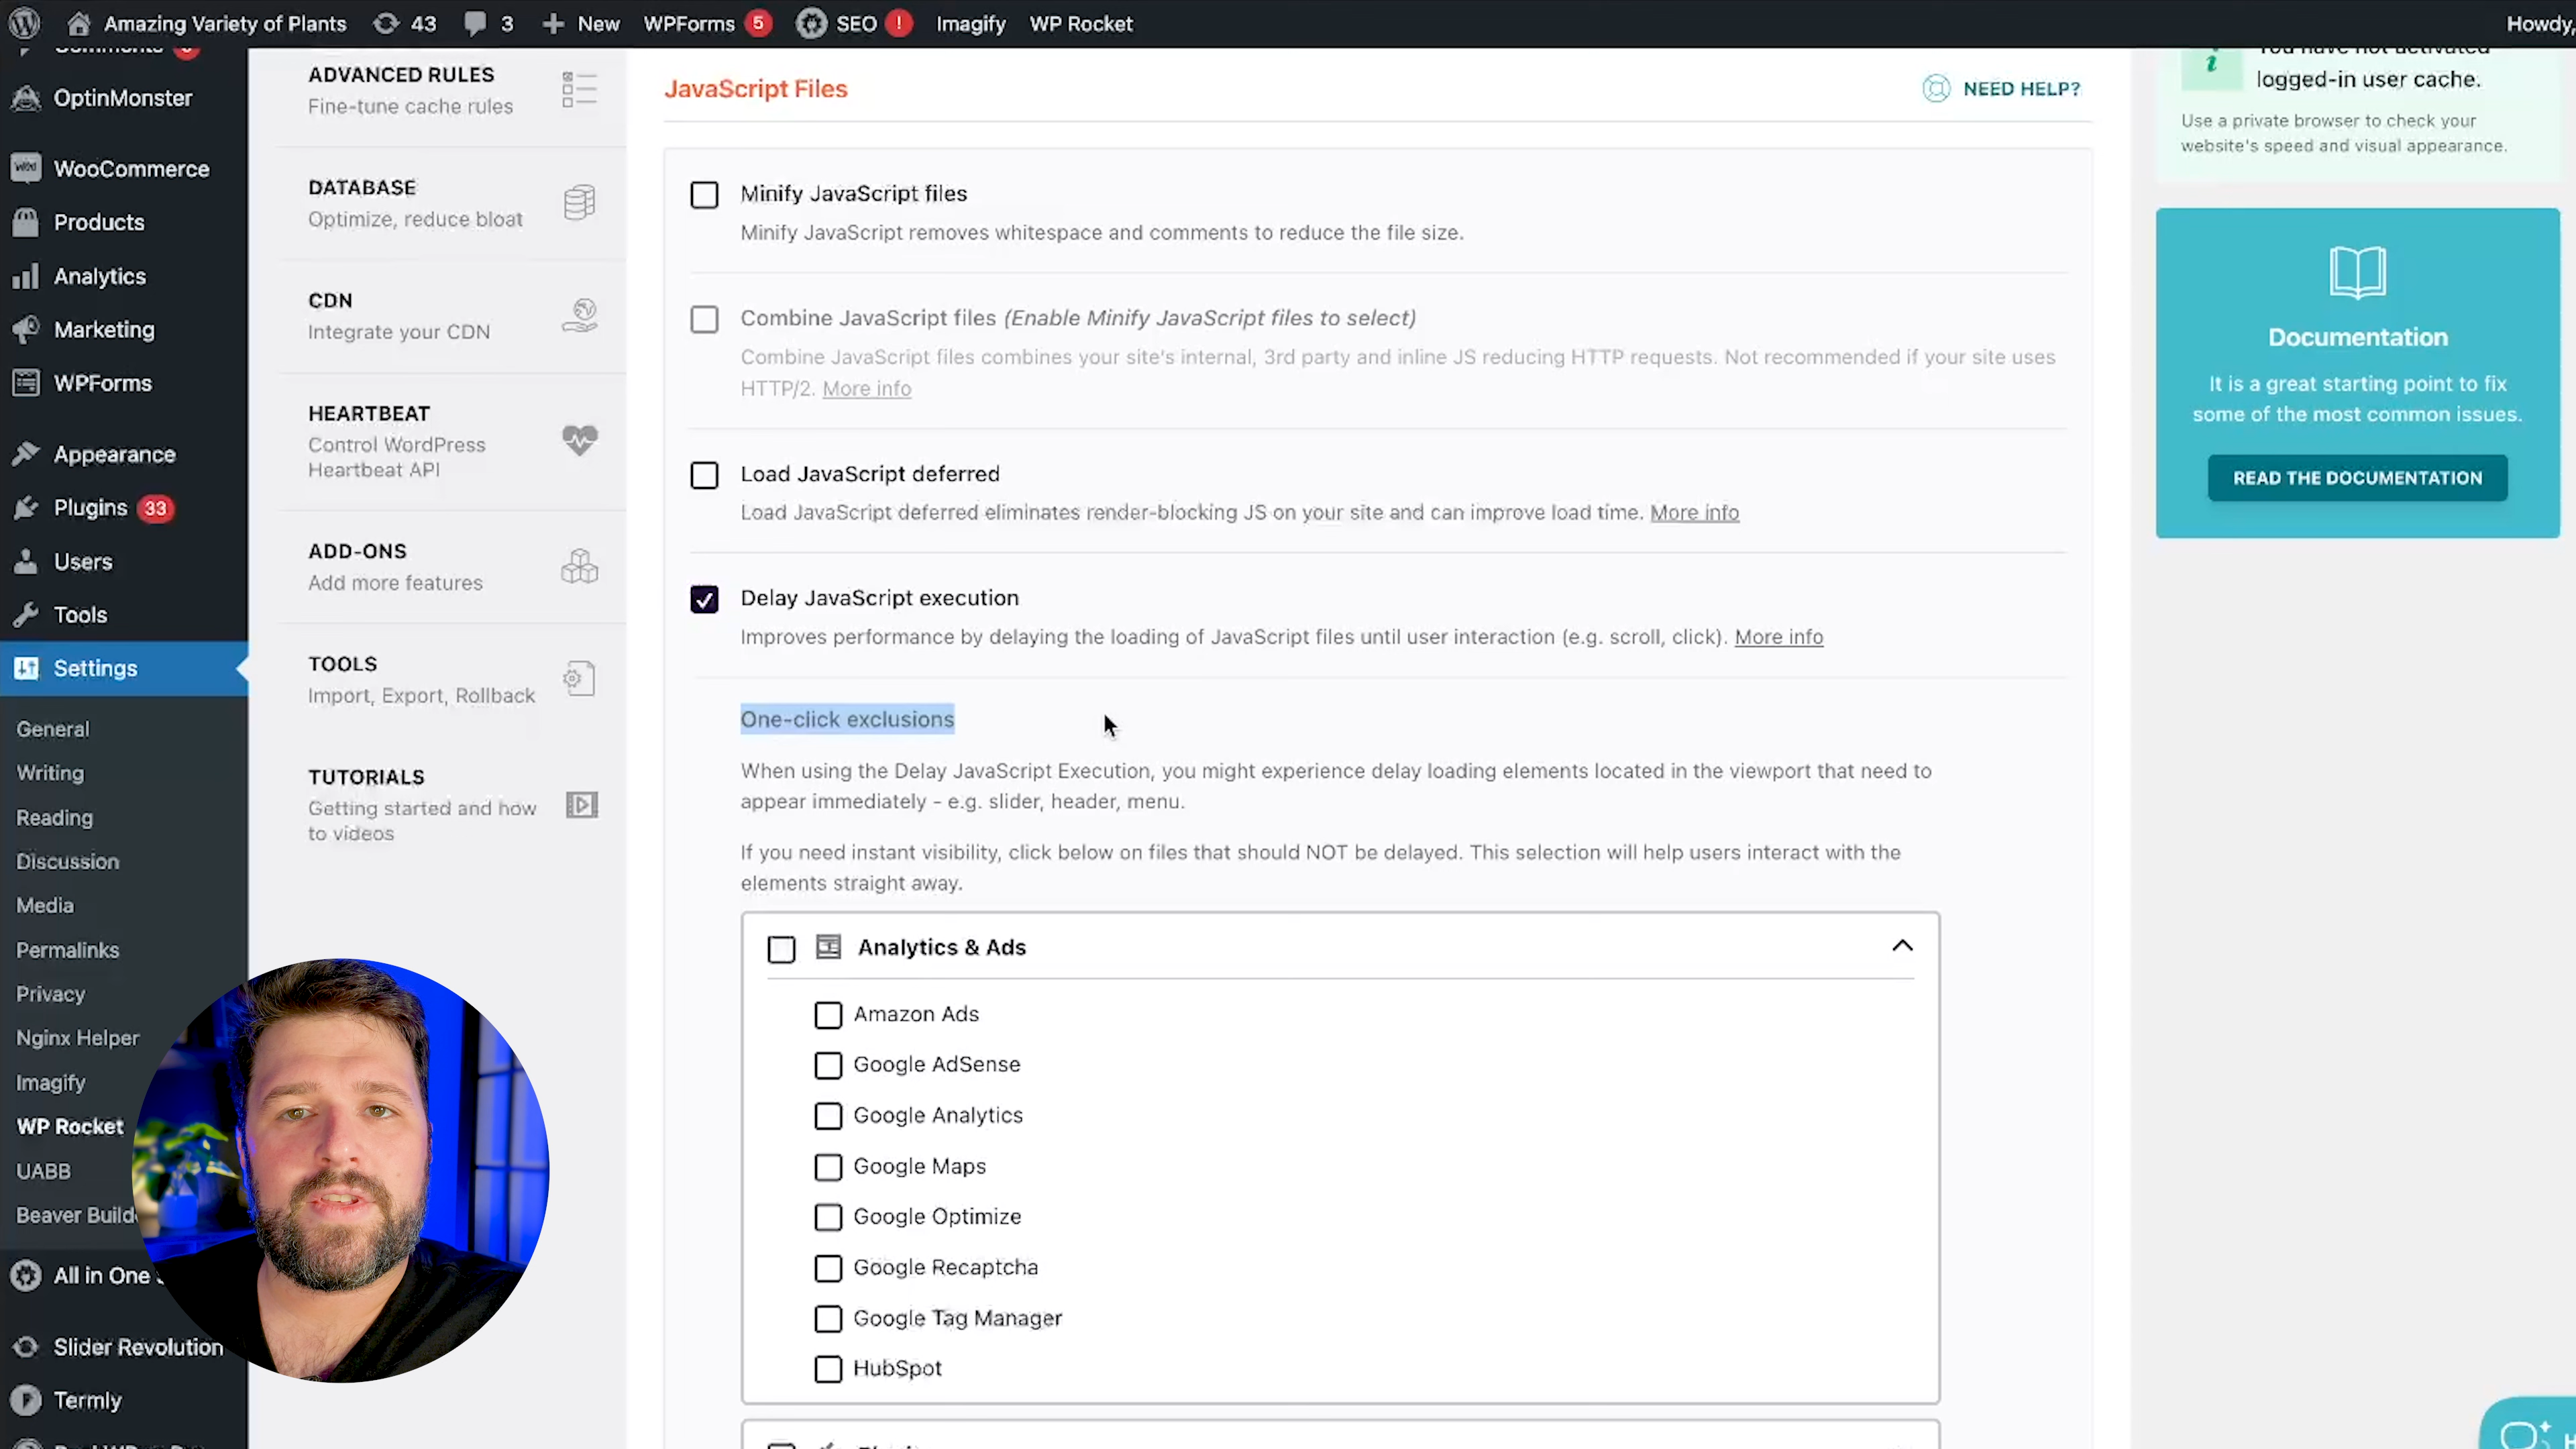 Amazing Variety of Plants
43
3
New
WPForms 5
SEO !
Imagify
WP Rocket
Howdy,
Comments
OptinMonster
WooCommerce
Products
Analytics
Marketing
WPForms
Appearance
Plugins 33
Users
Tools
Settings
General
Writing
Reading
Discussion
Media
Permalinks
Privacy
Nginx Helper
Imagify
WP Rocket
UABB
Beaver Build
All in One
Slider Revolution
Termly
ADVANCED RULES
Fine-tune cache rules
DATABASE
Optimize, reduce bloat
CDN
Integrate your CDN
HEARTBEAT
Control WordPress
Heartbeat API
ADD-ONS
Add more features
TOOLS
Import, Export, Rollback
TUTORIALS
Getting started and how
to videos
JavaScript Files
NEED HELP?
Minify JavaScript files
Minify JavaScript removes whitespace and comments to reduce the file size.
Combine JavaScript files (Enable Minify JavaScript files to select)
Combine JavaScript files combines your site's internal, 3rd party and inline JS reducing HTTP requests. Not recommended if your site uses
HTTP/2. More info
Load JavaScript deferred
Load JavaScript deferred eliminates render-blocking JS on your site and can improve load time. More info
Delay JavaScript execution
Improves performance by delaying the loading of JavaScript files until user interaction (e.g. scroll, click). More info
One-click exclusions
When using the Delay JavaScript Execution, you might experience delay loading elements located in the viewport that need to
appear immediately - e.g. slider, header, menu.
If you need instant visibility, click below on files that should NOT be delayed. This selection will help users interact with the
elements straight away.
Analytics & Ads
Amazon Ads
Google AdSense
Google Analytics
Google Maps
Google Optimize
Google Recaptcha
Google Tag Manager
HubSpot
You have not activated
logged-in user cache.
Use a private browser to check your
website's speed and visual appearance.
Documentation
It is a great starting point to fix
some of the most common issues.
READ THE DOCUMENTATION